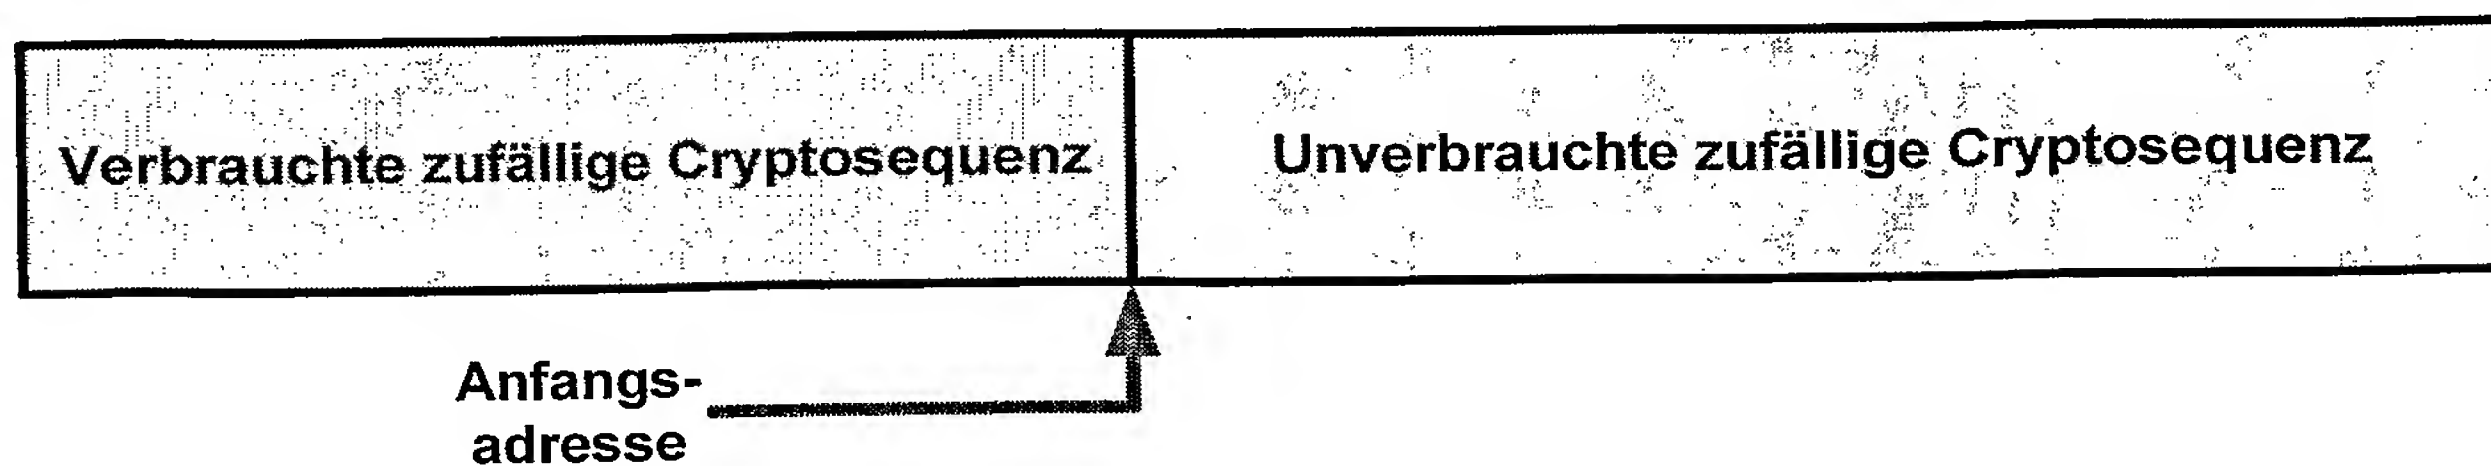 Verbrauchte zufällige Cryptosequenz
Unverbrauchte zufällige Cryptosequenz
Anfangs-
adresse